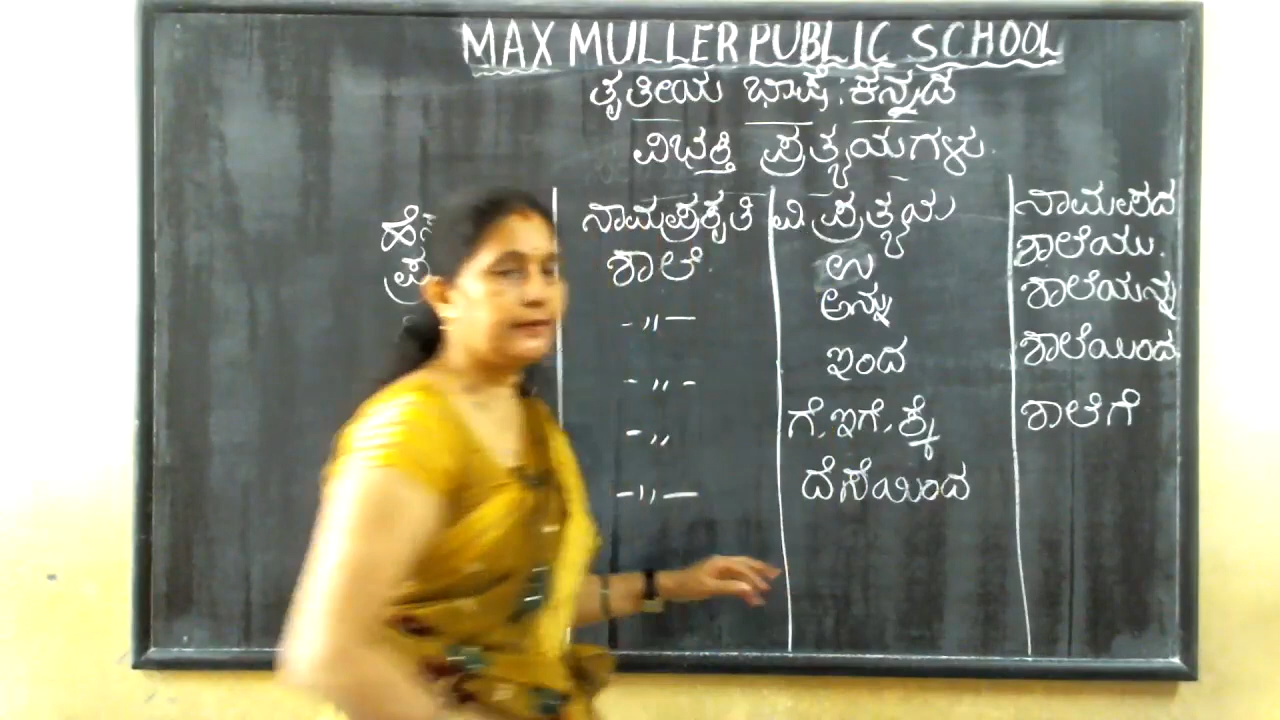 MAX MULLER PUBLIC SCHOOL
ತೃತೀಯ ಭಾಷೆ : ಕನ್ನಡ
ವಿಭಕ್ತಿ ಪ್ರತ್ಯಯಗಳು.
ನಾಮಪ್ರಕೃತಿ ವಿ. ಪ್ರತ್ಯಯ ನಾಮಪದ
ಶಾಲೆ. ಉ ಶಾಲೆಯು.
-,,- ಅನ್ನು ಶಾಲೆಯನ್ನು
-,,- ಇಂದ ಶಾಲೆಯಿಂದ
-,, ಗೆ, ಇಗೆ, ಕ್ಕೆ ಶಾಲೆಗೆ
-,,- ದೆಸೆಯಿಂದ